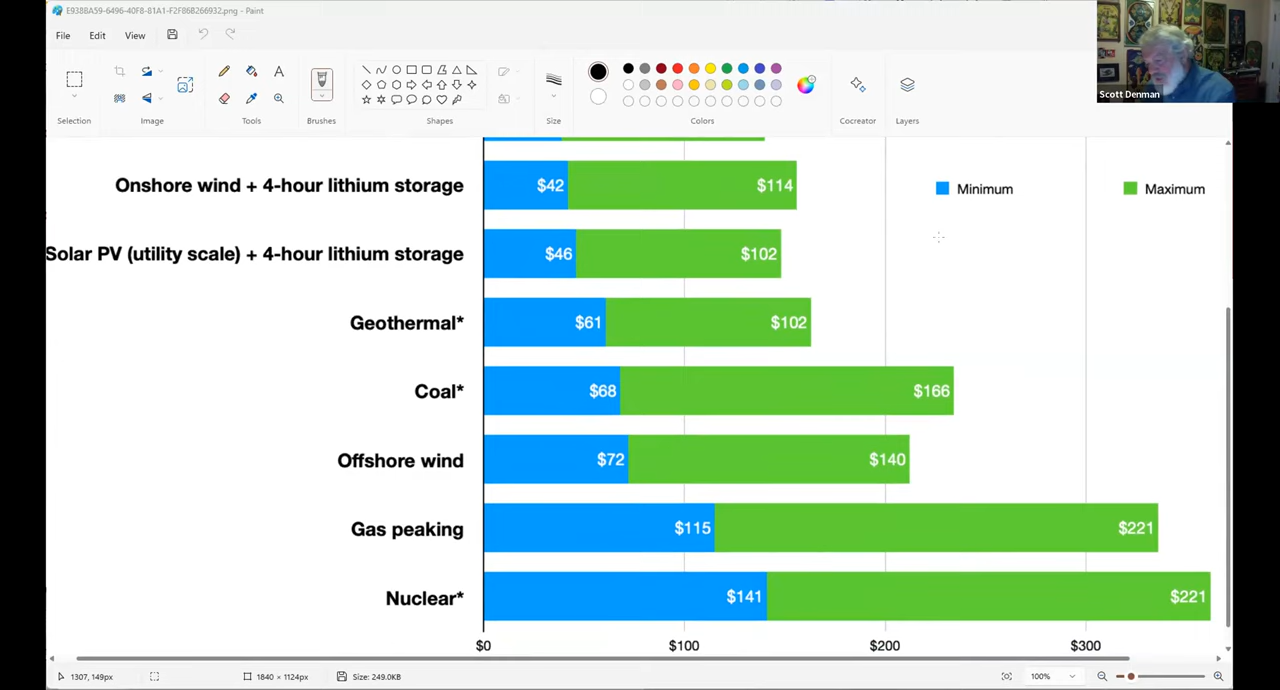 E938BA59-6496-40F8-81A1-F2F86B266932.png - Paint
File Edit View
Selection Image Tools Brushes Shapes Size Colors Cocreator Layers
Scott Denman
Minimum Maximum
Onshore wind + 4-hour lithium storage $42 $114
Solar PV (utility scale) + 4-hour lithium storage $46 $102
Geothermal* $61 $102
Coal* $68 $166
Offshore wind $72 $140
Gas peaking $115 $221
Nuclear* $141 $221
$0 $100 $200 $300
1307, 149px 1840 × 1124px Size: 249.0KB 100%